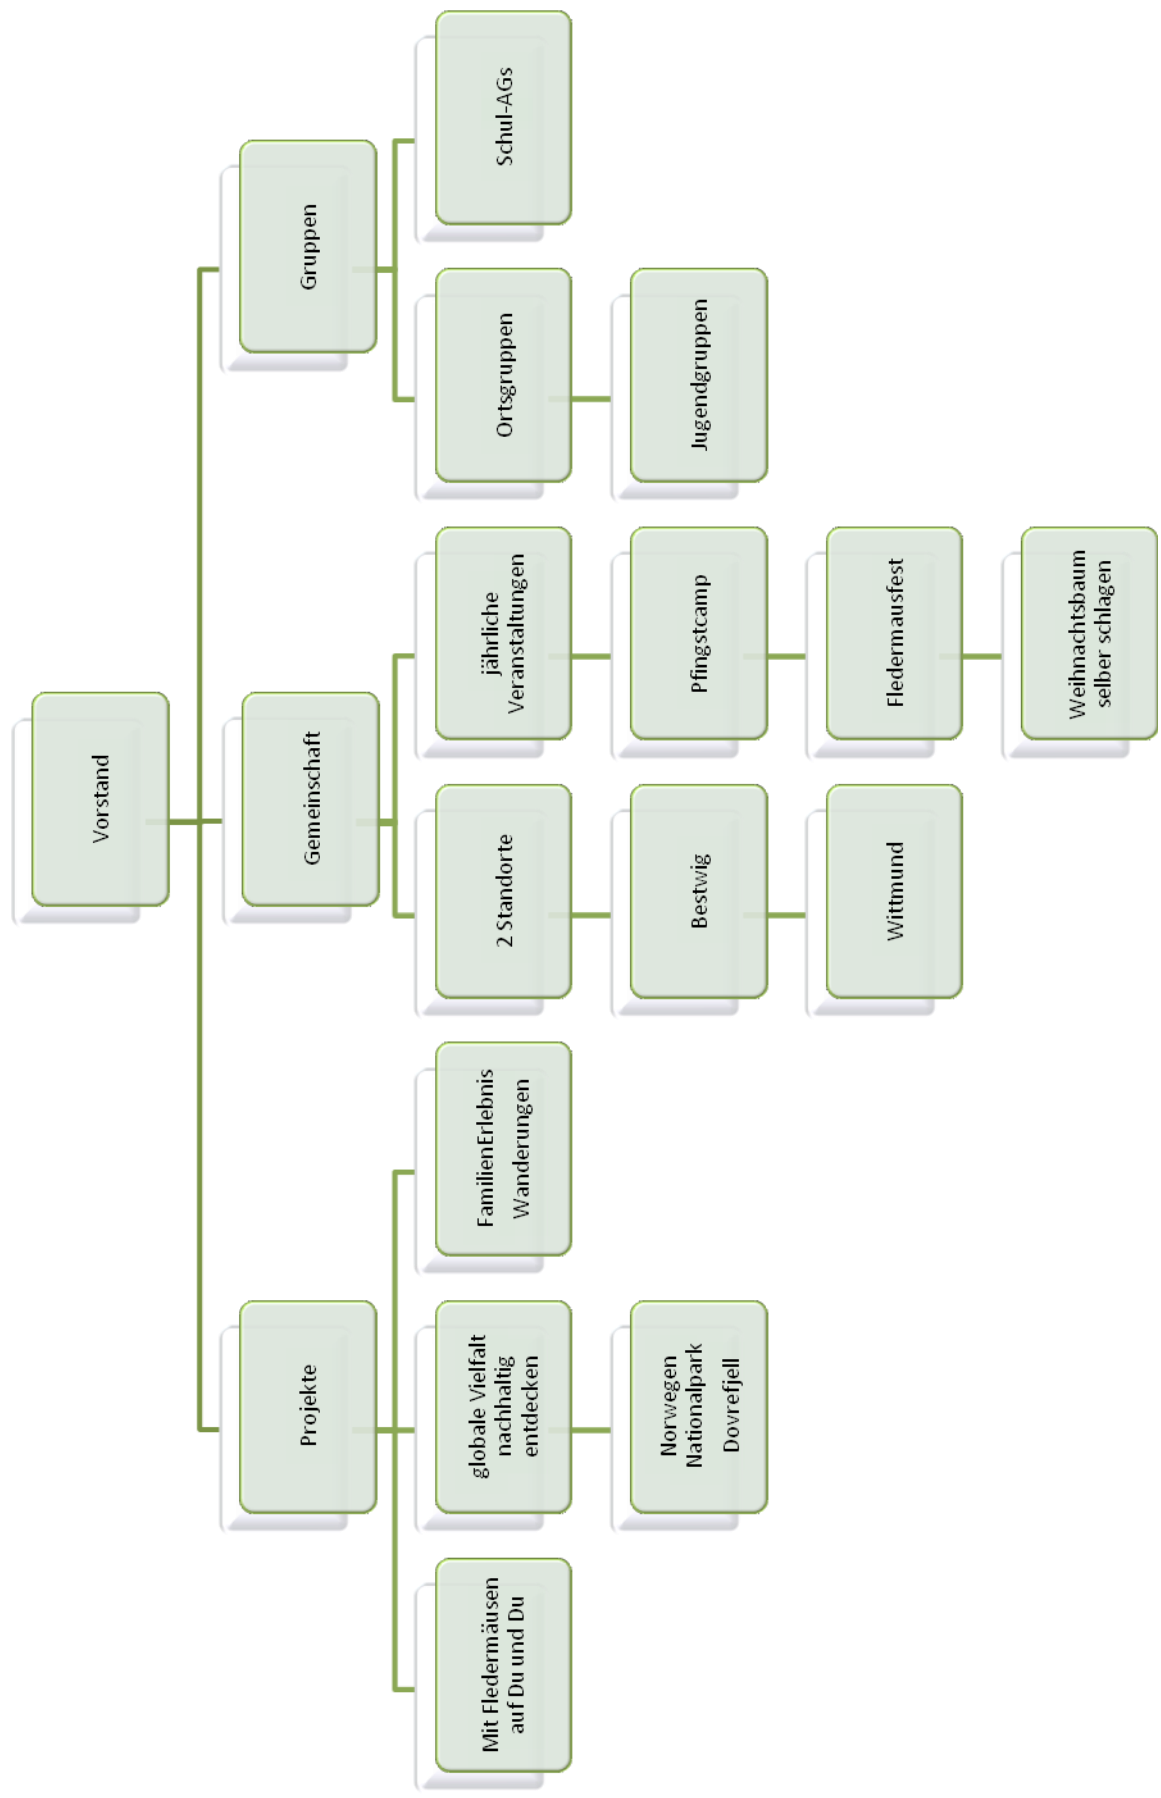 Vorstand
Projekte
Gemeinschaft
Gruppen
Mit Fledermäusen
auf Du und Du
globale Vielfalt
nachhaltig
entdecken
FamilienErlebnis
Wanderungen
2 Standorte
jährliche
Veranstaltungen
Ortsgruppen
Schul-AGs
Norwegen
Nationalpark
Dovrefjell
Bestwig
Pfingstcamp
Jugendgruppen
Wittmund
Fledermausfest
Weihnachtsbaum
selber schlagen